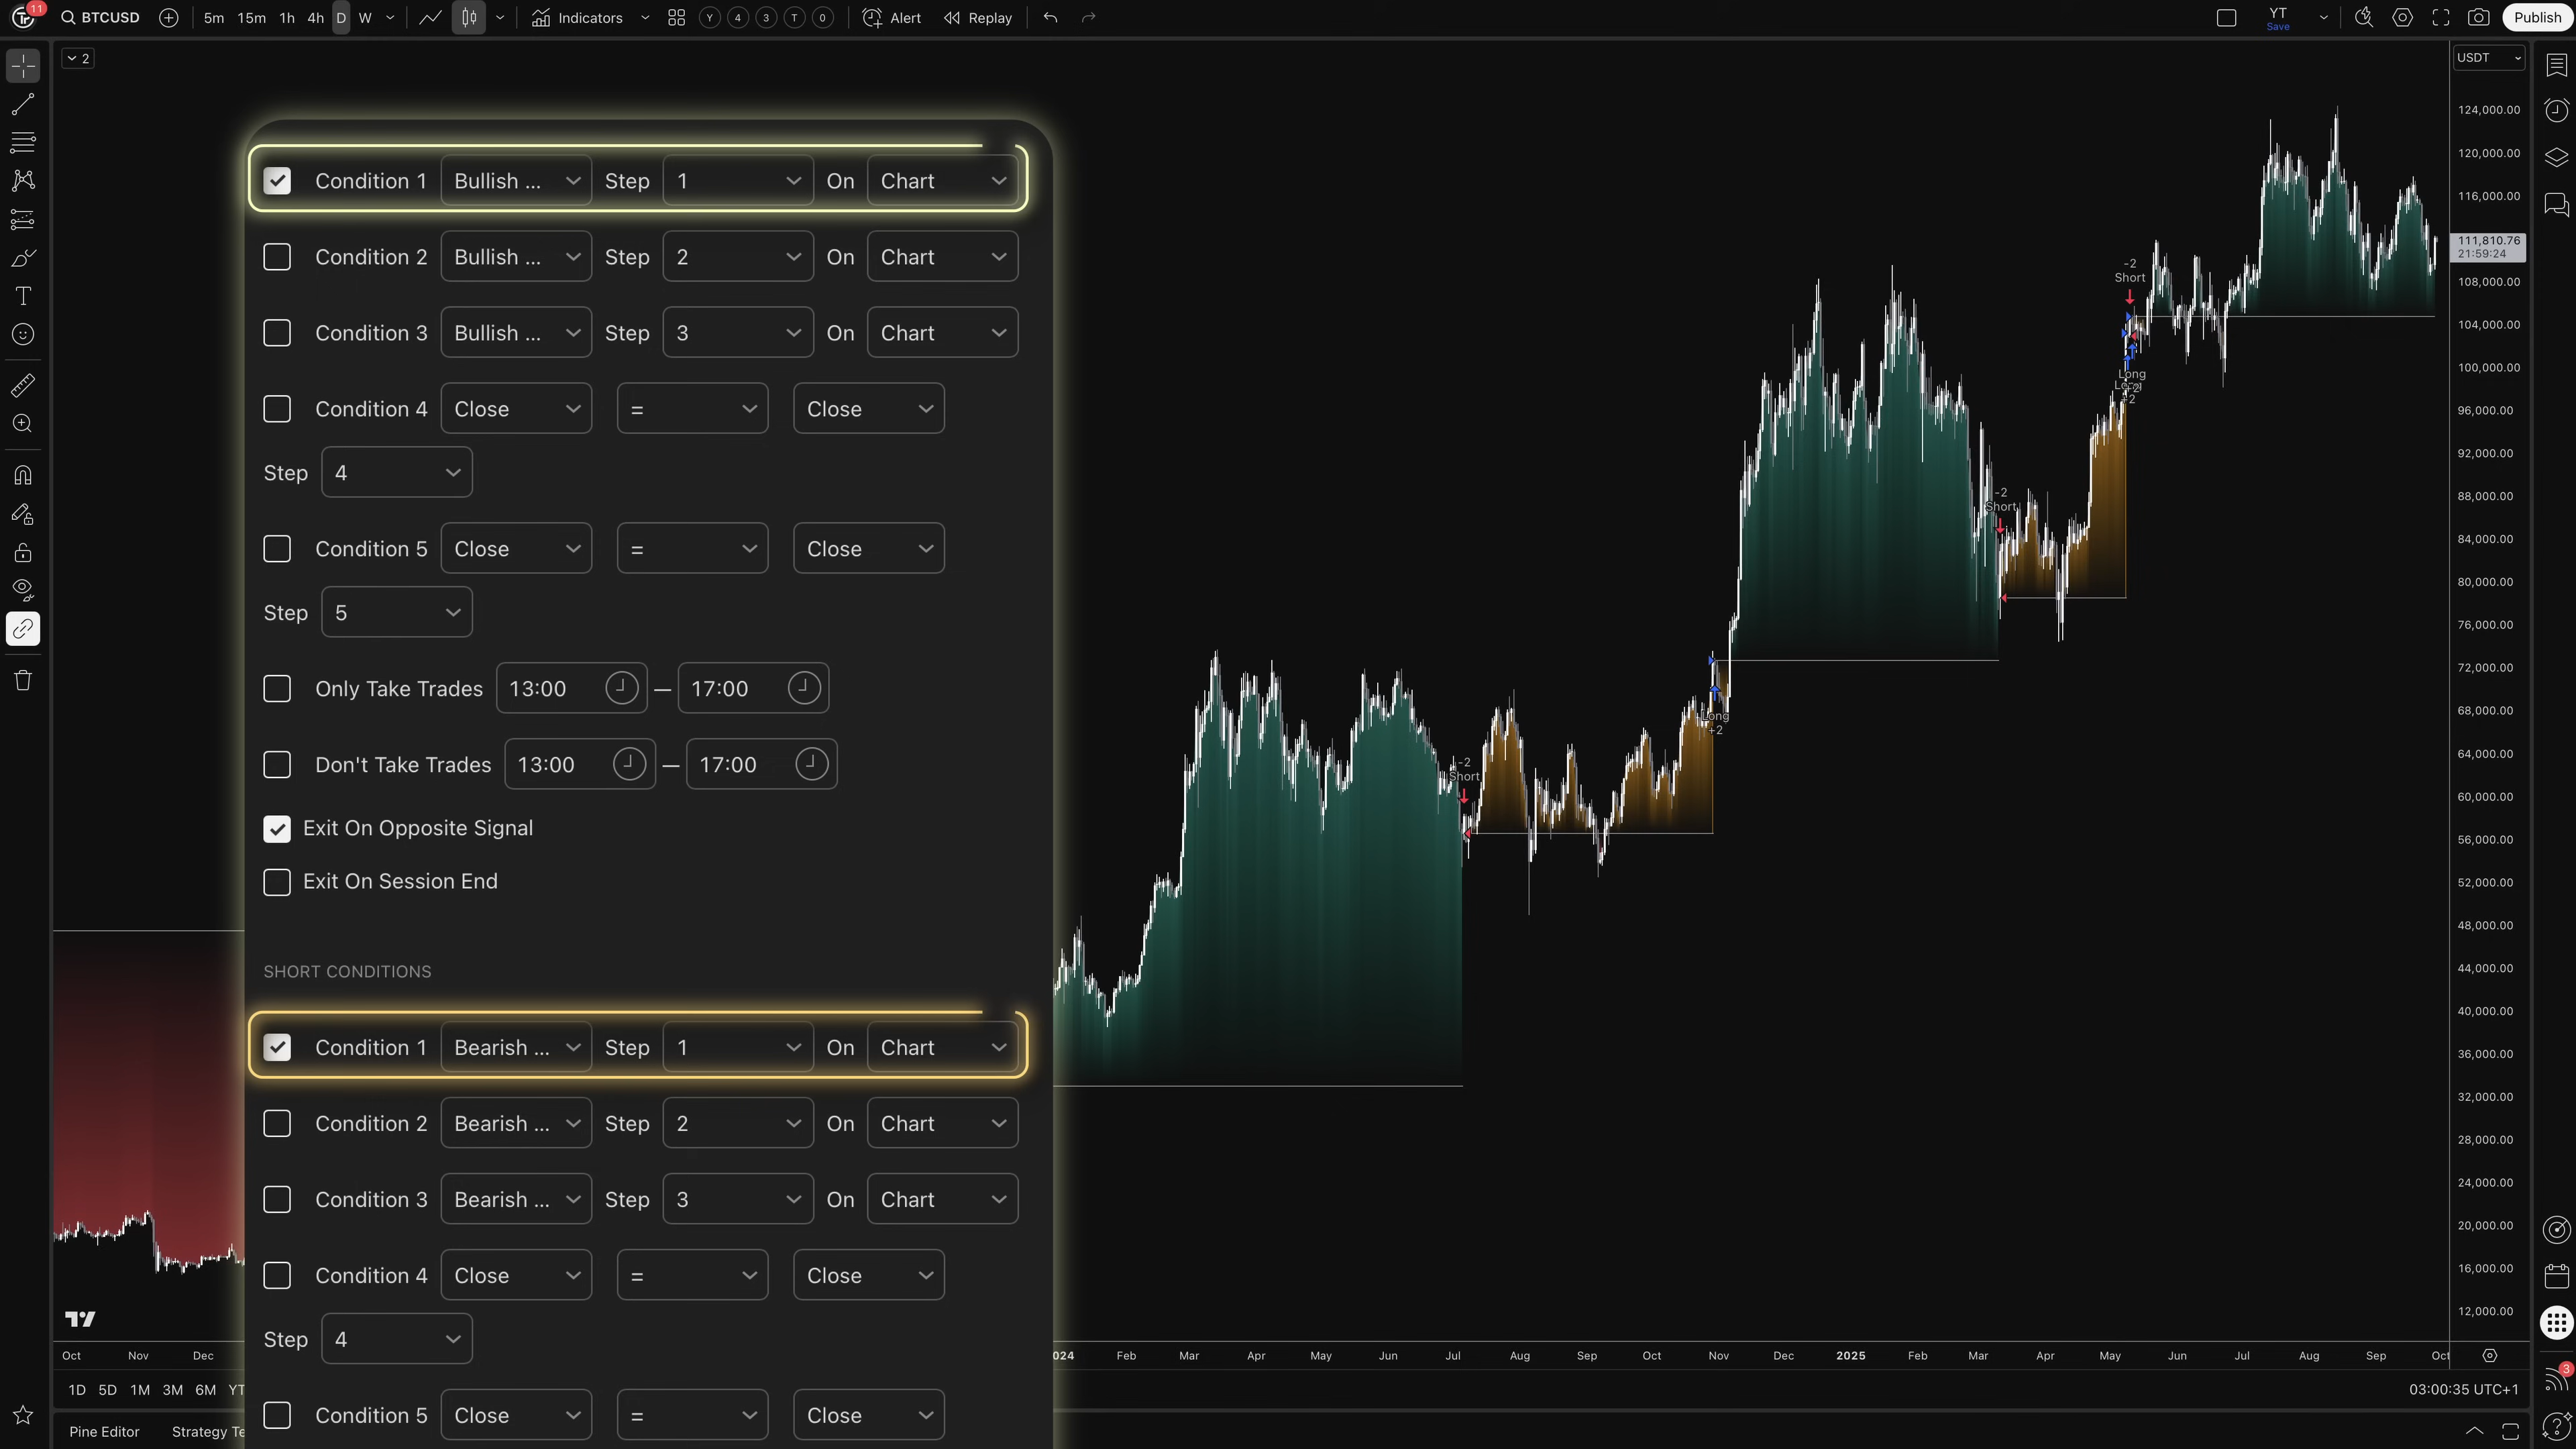 11
BTCUSD
5m 15m 1h 4h D W
Indicators
Y 4 3 T 0
Alert
Replay
YT
Save
Publish
2
USDT
Condition 1 Bullish ... Step 1 On Chart
Condition 2 Bullish ... Step 2 On Chart
Condition 3 Bullish ... Step 3 On Chart
Condition 4 Close = Close
Step 4
Condition 5 Close = Close
Step 5
Only Take Trades 13:00 — 17:00
Don't Take Trades 13:00 — 17:00
Exit On Opposite Signal
Exit On Session End
SHORT CONDITIONS
Condition 1 Bearish ... Step 1 On Chart
Condition 2 Bearish ... Step 2 On Chart
Condition 3 Bearish ... Step 3 On Chart
Condition 4 Close = Close
Step 4
Condition 5 Close = Close
-2
Short
Long
+2
-2
Short
-2
Short
Long
+2
124,000.00
120,000.00
116,000.00
111,810.76
21:59:24
108,000.00
104,000.00
100,000.00
96,000.00
92,000.00
88,000.00
84,000.00
80,000.00
76,000.00
72,000.00
68,000.00
64,000.00
60,000.00
56,000.00
52,000.00
48,000.00
44,000.00
40,000.00
36,000.00
32,000.00
28,000.00
24,000.00
20,000.00
16,000.00
12,000.00
Oct Nov Dec 024 Feb Mar Apr May Jun Jul Aug Sep Oct Nov Dec 2025 Feb Mar Apr May Jun Jul Aug Sep Oct
1D 5D 1M 3M 6M YT
03:00:35 UTC+1
3
Pine Editor Strategy Te